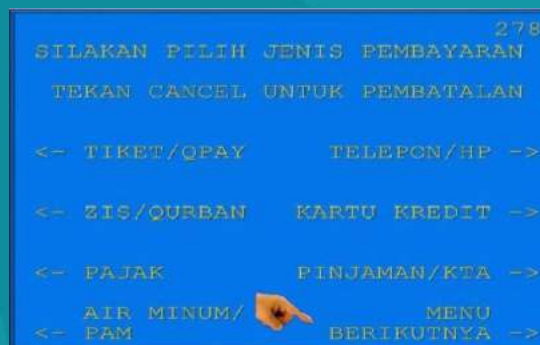 278
SILAKAN PILIH JENIS PEMBAYARAN
TEKAN CANCEL UNTUK PEMBATALAN
<- TIKET/QPAY TELEPON/HP ->
<- ZIS/QURBAN KARTU KREDIT ->
<- PAJAK PINJAMAN/KTA ->
AIR MINUM/ MENU
<- PAM BERIKUTNYA ->